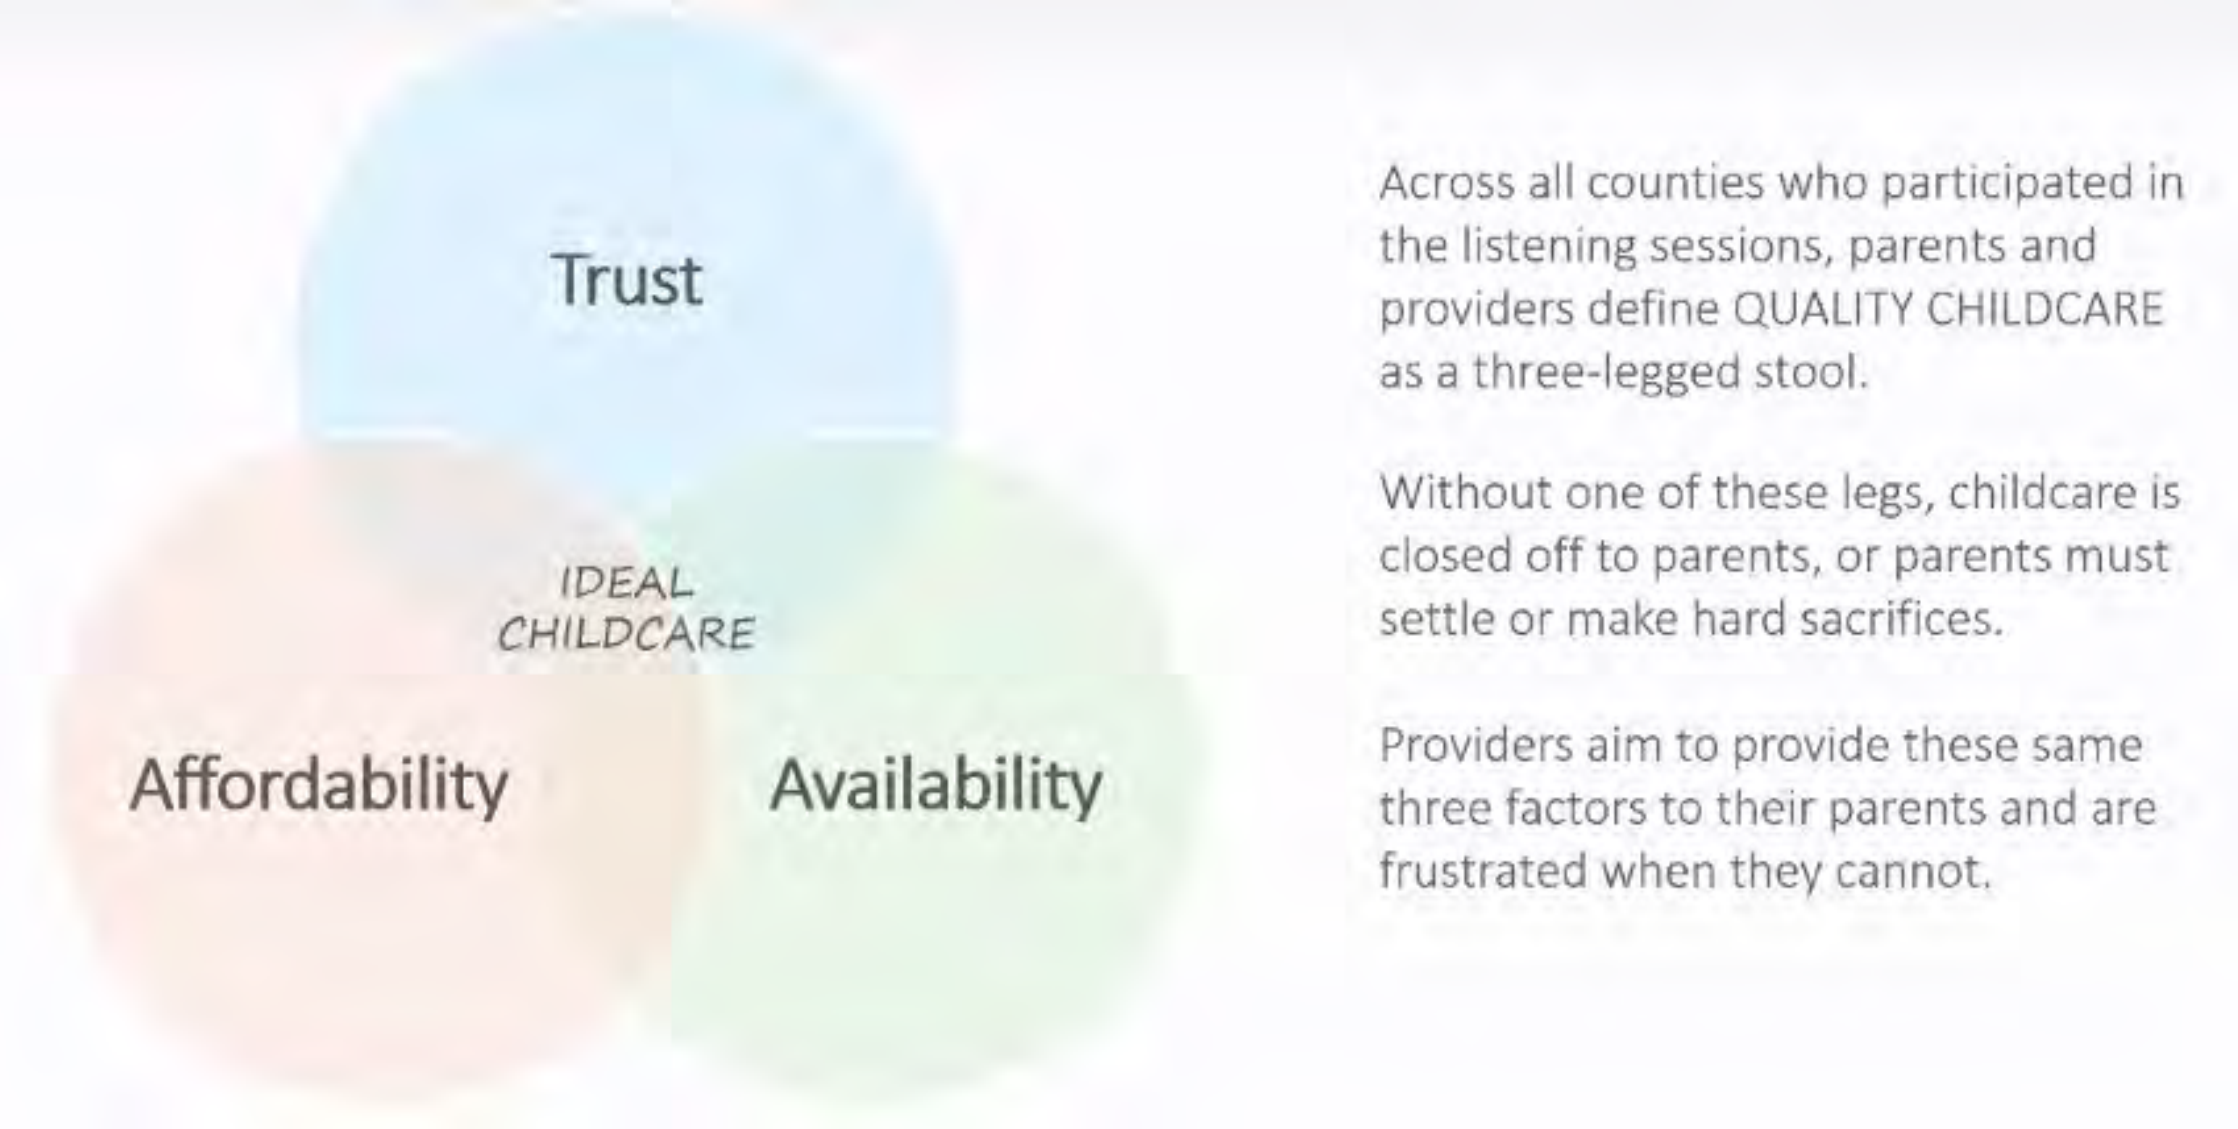 Trust
IDEAL
CHILDCARE
Affordability
Availability
Across all counties who participated in
the listening sessions, parents and
providers define QUALITY CHILDCARE
as a three-legged stool.
Without one of these legs, childcare is
closed off to parents, or parents must
settle or make hard sacrifices.
Providers aim to provide these same
three factors to their parents and are
frustrated when they cannot.